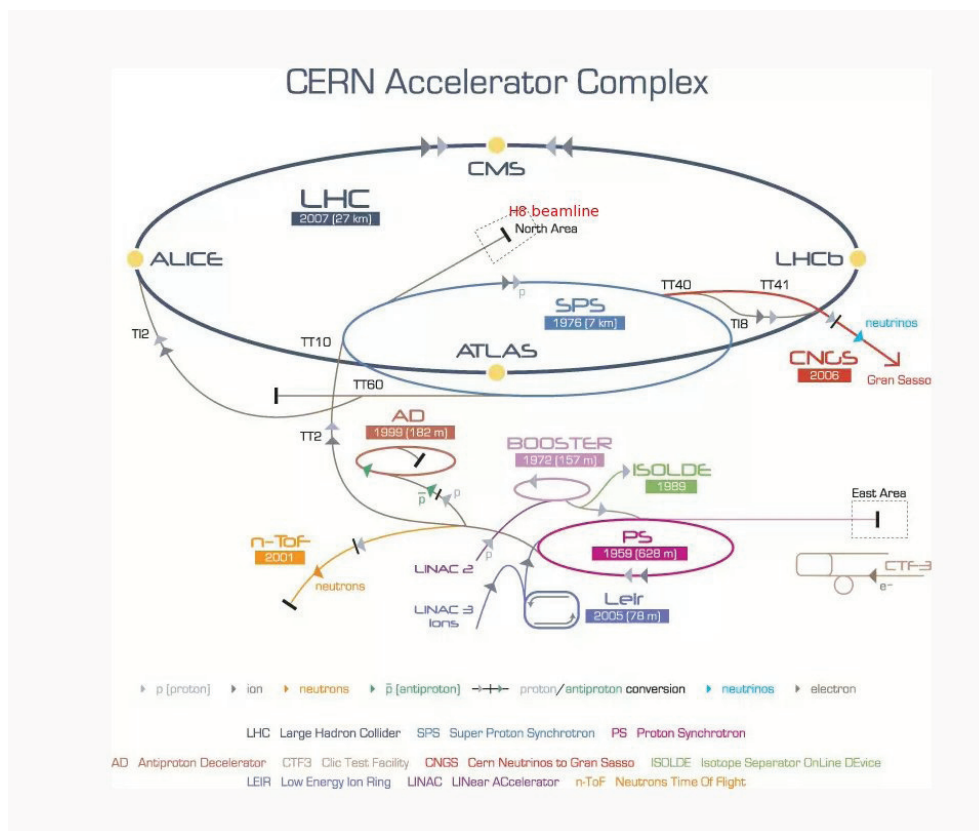 CERN Accelerator Complex
CMS
LHC
2007 (27 km)
H8 beamline
North Area
ALICE
LHCb
TT40
TT41
p
SPS
1976 (7 km)
TI8
neutrinos
TI2
TT10
ATLAS
CNGS
2006
Gran Sasso
TT60
AD
1999 (182 m)
TT2
BOOSTER
1972 (157 m)
ISOLDE
1989
p̄
p
East Area
n-ToF
2001
PS
1959 (628 m)
LINAC 2
p
neutrons
CTF-3
e-
LINAC 3
Ions
Leir
2005 (78 m)
p (proton) ion neutrons p̄ (antiproton) proton/antiproton conversion neutrinos electron
LHC Large Hadron Collider SPS Super Proton Synchrotron PS Proton Synchrotron
AD Antiproton Decelerator CTF3 Clic Test Facility CNGS Cern Neutrinos to Gran Sasso ISOLDE Isotope Separator OnLine DEvice
LEIR Low Energy Ion Ring LINAC LINear ACcelerator n-ToF Neutrons Time Of Flight